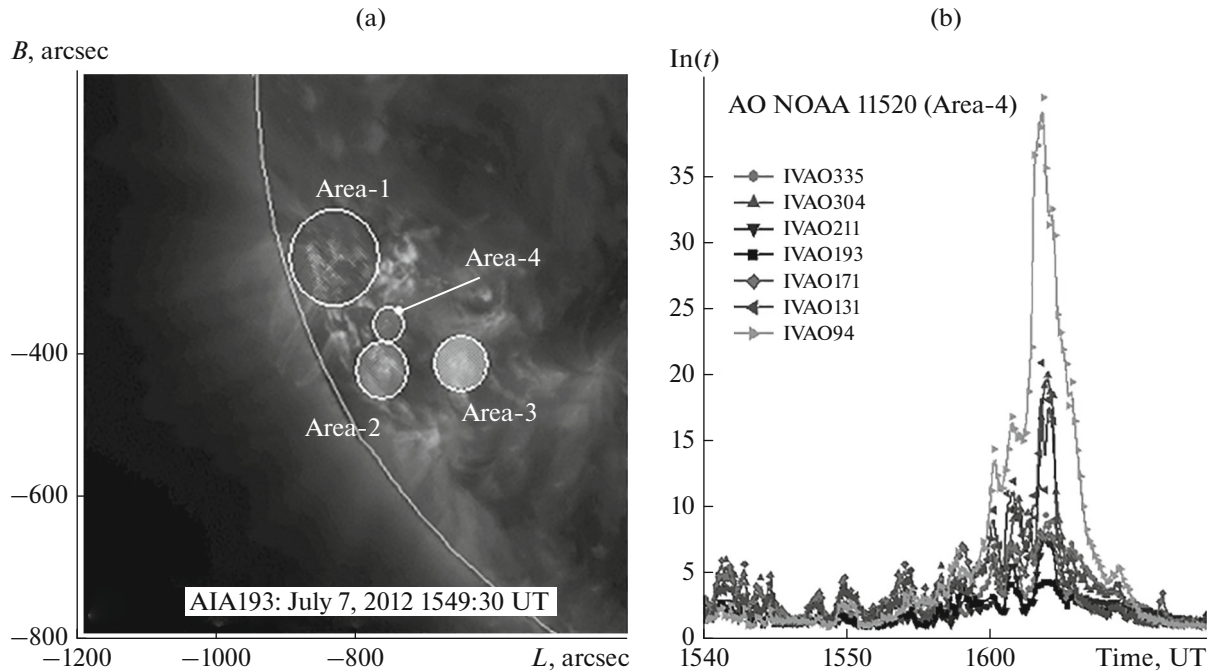 (a)
B, arcsec
Area-1
Area-4
−400
Area-2
Area-3
−600
AIA193: July 7, 2012 1549:30 UT
−800
−1200
−1000
−800
L, arcsec
(b)
In(t)
AO NOAA 11520 (Area-4)
35
30
25
20
15
10
5
0
IVAO335
IVAO304
IVAO211
IVAO193
IVAO171
IVAO131
IVAO94
1540
1550
1600
Time, UT